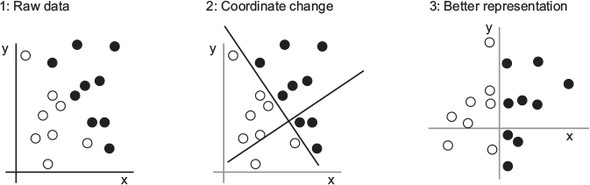 1: Raw data
2: Coordinate change
3: Better representation
y
x
y
x
y
x